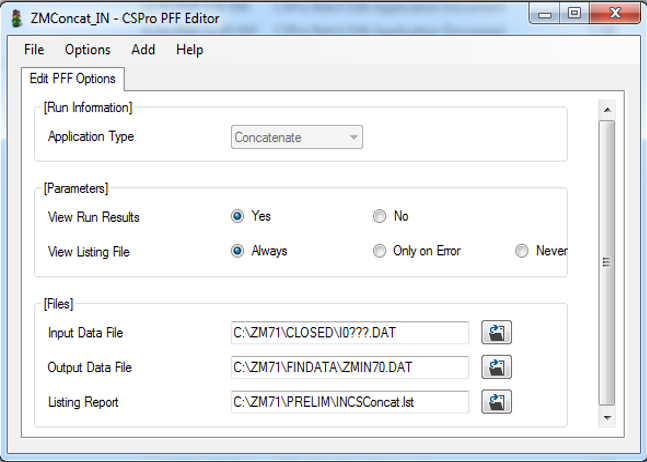 ZMConcat_IN - CSPro PFF Editor
File Options Add Help
Edit PFF Options
[Run Information]
Application Type Concatenate
[Parameters]
View Run Results Yes No
View Listing File Always Only on Error Never
[Files]
Input Data File C:\ZM71\CLOSED\I0???.DAT
Output Data File C:\ZM71\FINDATA\ZMIN70.DAT
Listing Report C:\ZM71\PRELIM\INCSConcat.lst